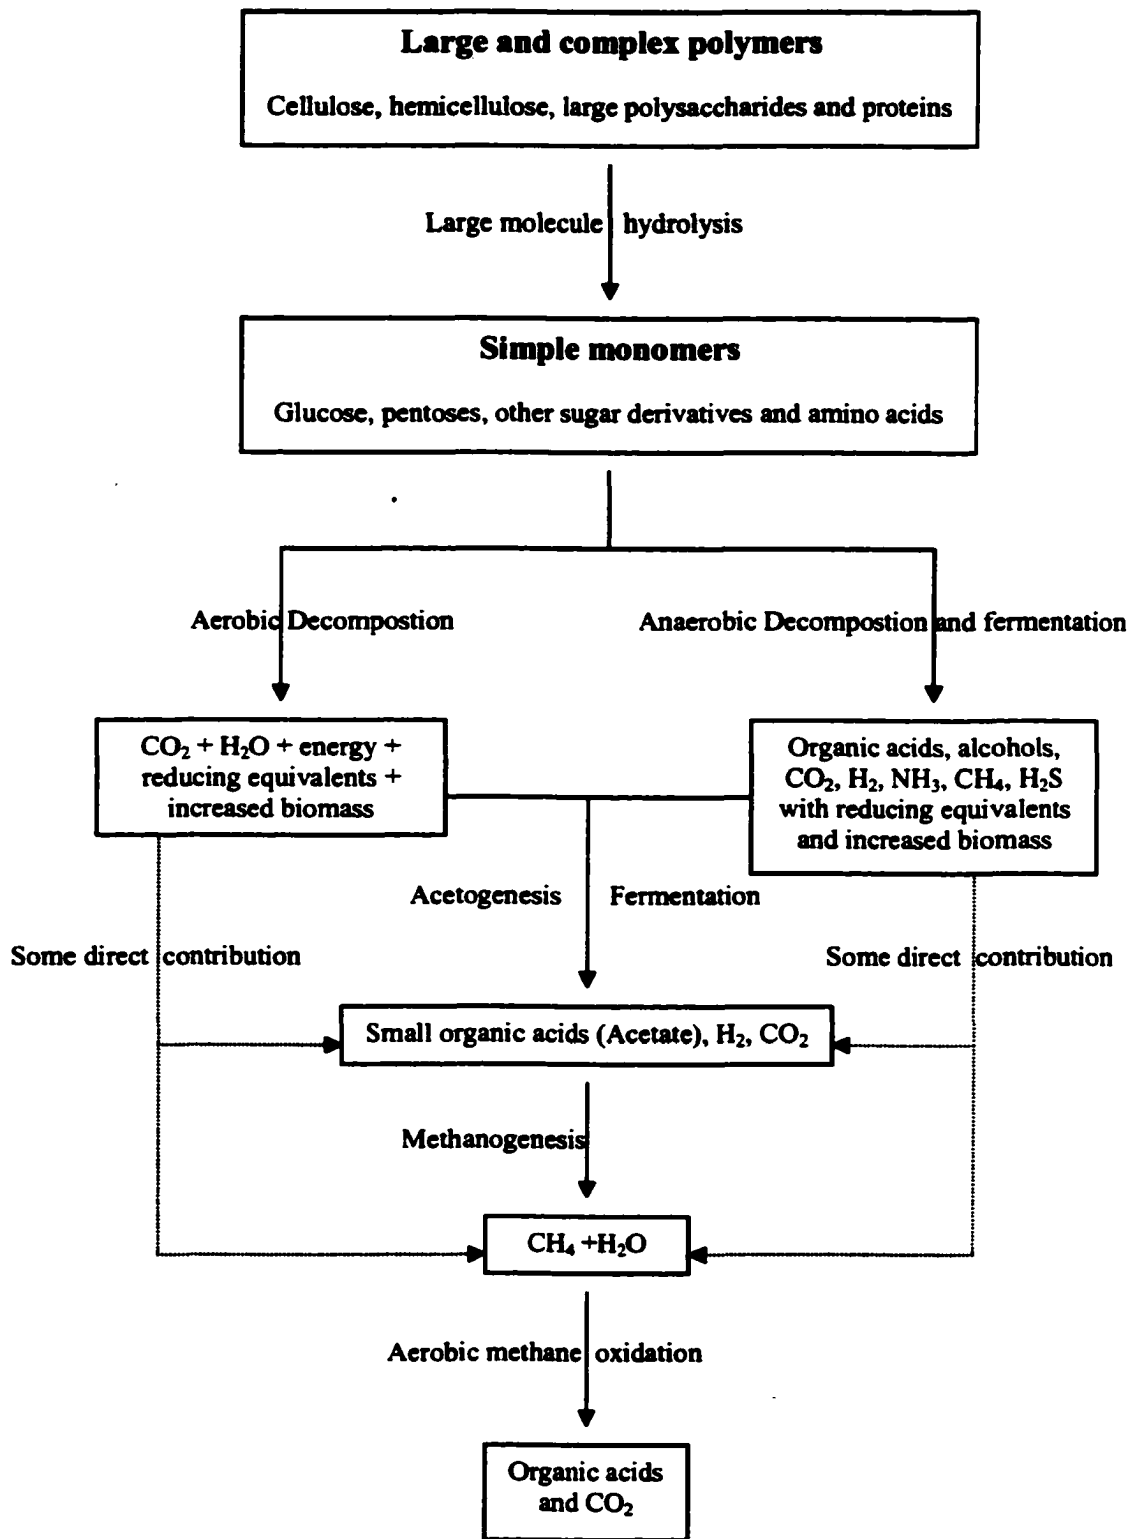 Large and complex polymers
Cellulose, hemicellulose, large polysaccharides and proteins
Large molecule hydrolysis
Simple monomers
Glucose, pentoses, other sugar derivatives and amino acids
Aerobic Decompostion
Anaerobic Decompostion and fermentation
CO₂ + H₂O + energy +
reducing equivalents +
increased biomass
Organic acids, alcohols,
CO₂, H₂, NH₃, CH₄, H₂S
with reducing equivalents
and increased biomass
Acetogenesis Fermentation
Some direct contribution
Some direct contribution
Small organic acids (Acetate), H₂, CO₂
Methanogenesis
CH₄ +H₂O
Aerobic methane oxidation
Organic acids
and CO₂